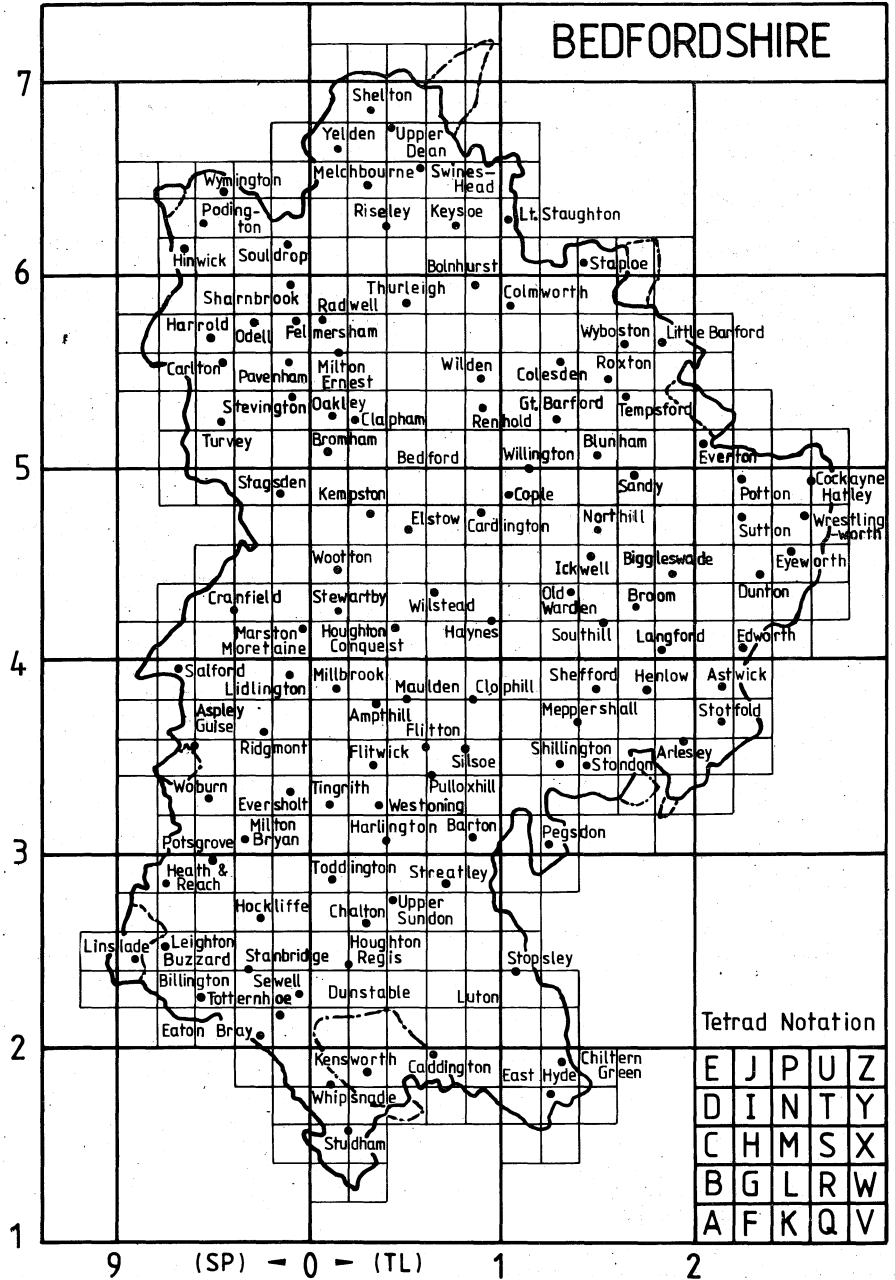 BEDFORDSHIRE
7
Shelton
Yelden
Upper
Dean
Melchbourne
Swines-
Head
Wymington
Poding-
ton
Riseley
Keysoe
Lt. Staughton
Hinwick
Souldrop
Bolnhurst
Staploe
6
Sharnbrook
Thurleigh
Colmworth
Radwell
Harrold
Odell
Felmersham
Wyboston
Little Barford
Carlton
Pavenham
Milton
Ernest
Wilden
Colesden
Roxton
Stevington
Oakley
Clapham
Renhold
Gt. Barford
Tempsford
Turvey
Bromham
Bedford
Willington
Blunham
Everton
5
Stagsden
Kempston
Cople
Sandy
Potton
Cockayne
Hatley
Elstow
Cardington
Northill
Sutton
Wrestling
-worth
Wootton
Ickwell
Biggleswade
Eyeworth
Cranfield
Stewartby
Wilstead
Old
Warden
Broom
Dunton
Marston
Moretaine
Houghton
Conquest
Haynes
Southill
Langford
Edworth
4
Salford
Lidlington
Millbrook
Maulden
Clophill
Shefford
Henlow
Astwick
Aspley
Guise
Ampthill
Meppershall
Stotfold
Ridgmont
Flitton
Flitwick
Silsoe
Shillington
Stondon
Arlesey
Woburn
Eversholt
Tingrith
Pulloxhill
Westoning
Potsgrove
Milton
Bryan
Harlington
Barton
Pegsdon
3
Heath &
Reach
Toddington
Streatley
Hockliffe
Chalton
Upper
Sundon
Linslade
Leighton
Buzzard
Stanbridge
Houghton
Regis
Stopsley
Billington
Totternhoe
Sewell
Dunstable
Luton
Eaton Bray
Tetrad Notation
2
Kensworth
Caddington
East Hyde
Chiltern
Green
Whipsnade
Studham
E J P U Z
D I N T Y
C H M S X
B G L R W
A F K Q V
1
9 (SP) ◄ 0 ► (TL) 1 2